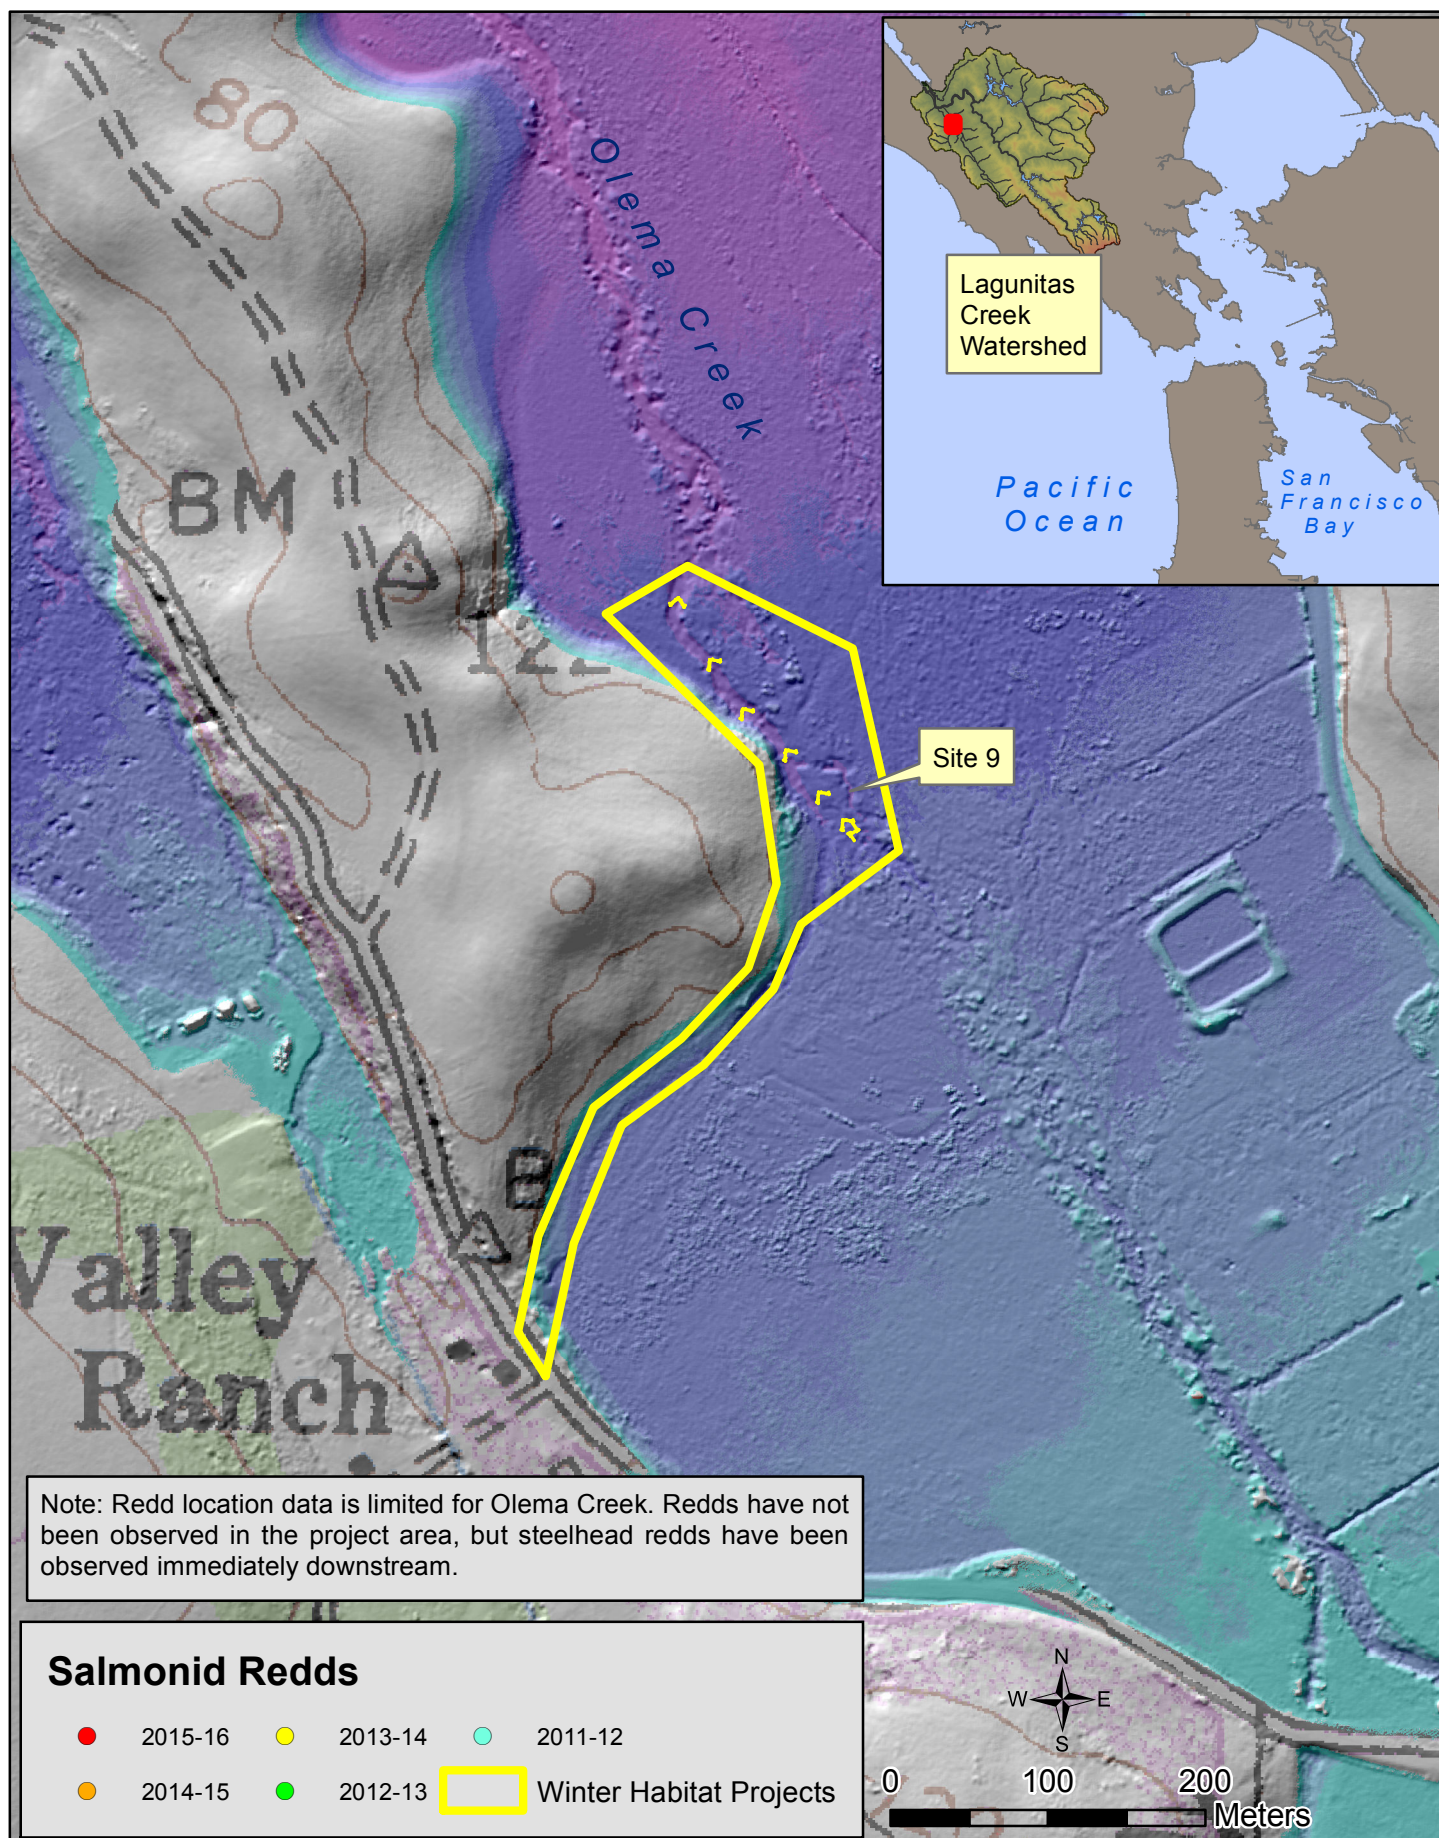 80
Olema Creek
BM
122
Lagunitas
Creek
Watershed
Pacific
Ocean
San
Francisco
Bay
Site 9
B
Valley
Ranch
Note: Redd location data is limited for Olema Creek. Redds have not
been observed in the project area, but steelhead redds have been
observed immediately downstream.
Salmonid Redds
2015-16
2013-14
2011-12
2014-15
2012-13
Winter Habitat Projects
N
W
E
S
0
100
200
Meters